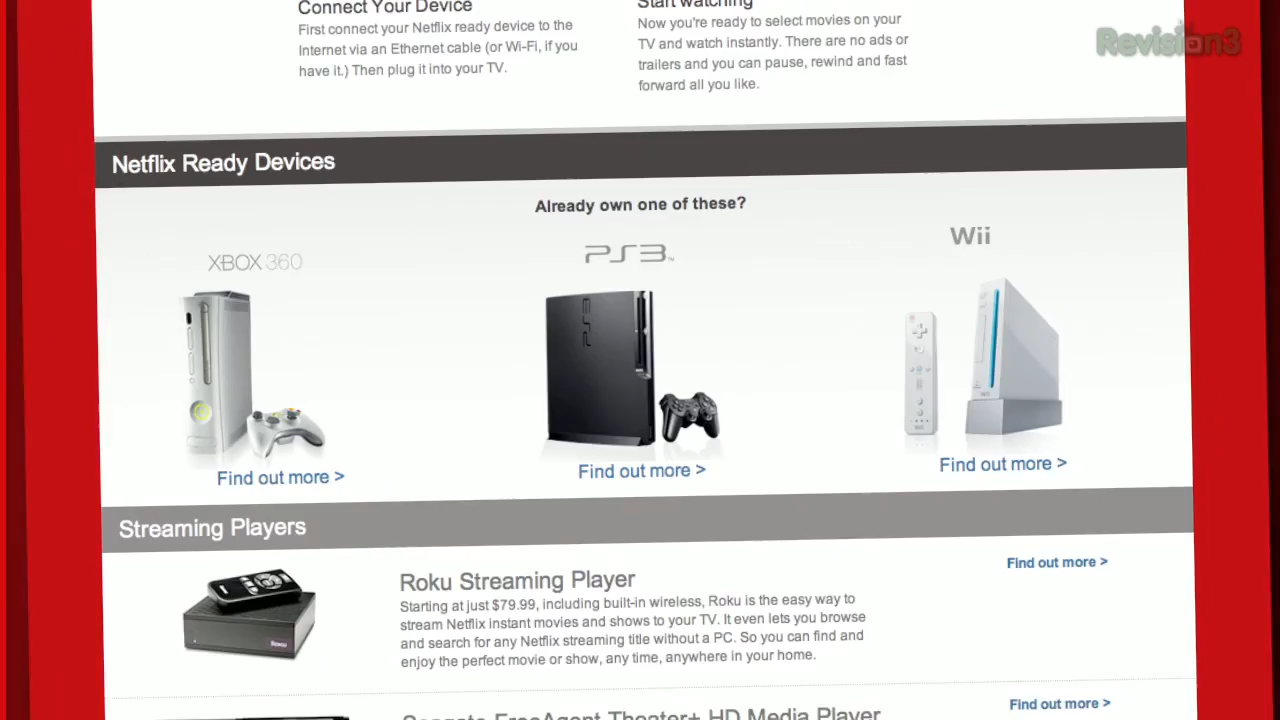 Connect Your Device
First connect your Netflix ready device to the
Internet via an Ethernet cable (or Wi-Fi, if you
have it.) Then plug it into your TV.
Start watching
Now you're ready to select movies on your
TV and watch instantly. There are no ads or
trailers and you can pause, rewind and fast
forward all you like.
Revision3
Netflix Ready Devices
Already own one of these?
XBOX 360
PS3
Wii
Find out more >
Find out more >
Find out more >
Streaming Players
Roku Streaming Player
Find out more >
Starting at just $79.99, including built-in wireless, Roku is the easy way to
stream Netflix instant movies and shows to your TV. It even lets you browse
and search for any Netflix streaming title without a PC. So you can find and
enjoy the perfect movie or show, any time, anywhere in your home.
Seagate FreeAgent Theater+ HD Media Player
Find out more >